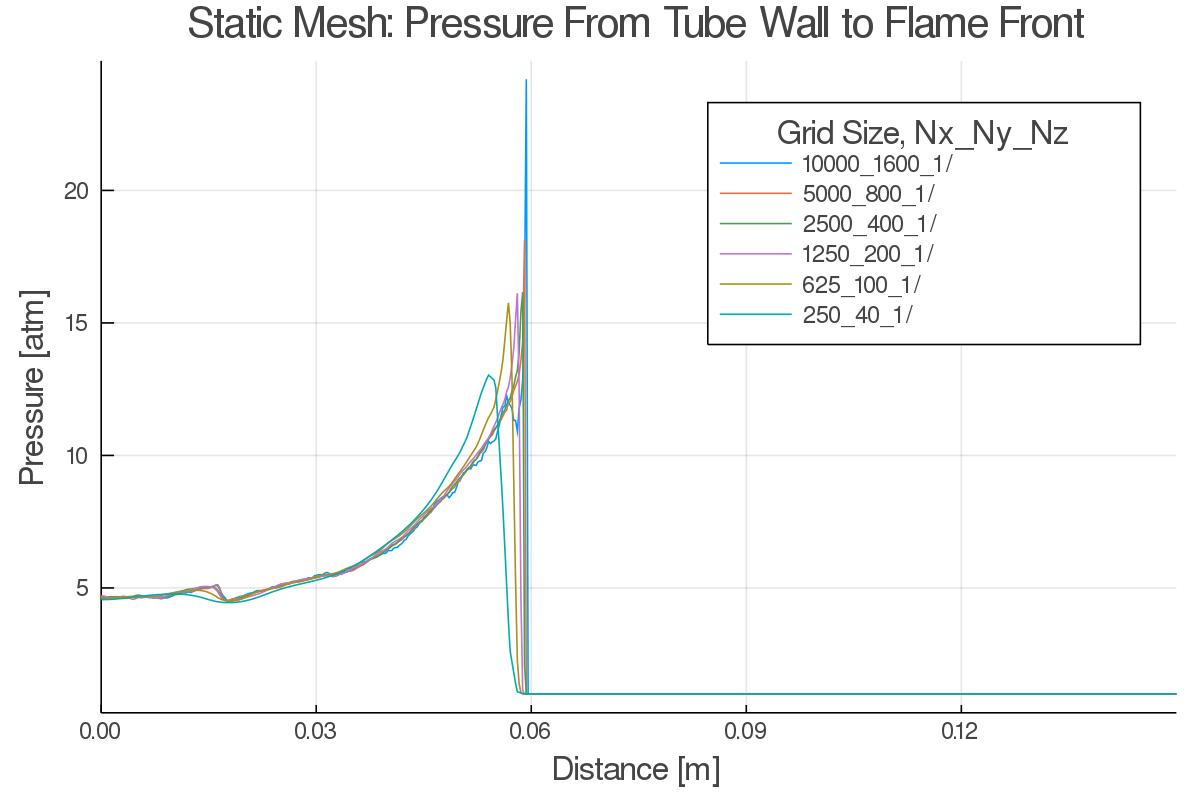 Static Mesh: Pressure From Tube Wall to Flame Front
Grid Size, Nx_Ny_Nz
10000_1600_1/
5000_800_1/
2500_400_1/
1250_200_1/
625_100_1/
250_40_1/
Pressure [atm]
20
15
10
5
0.00 0.03 0.06 0.09 0.12
Distance [m]